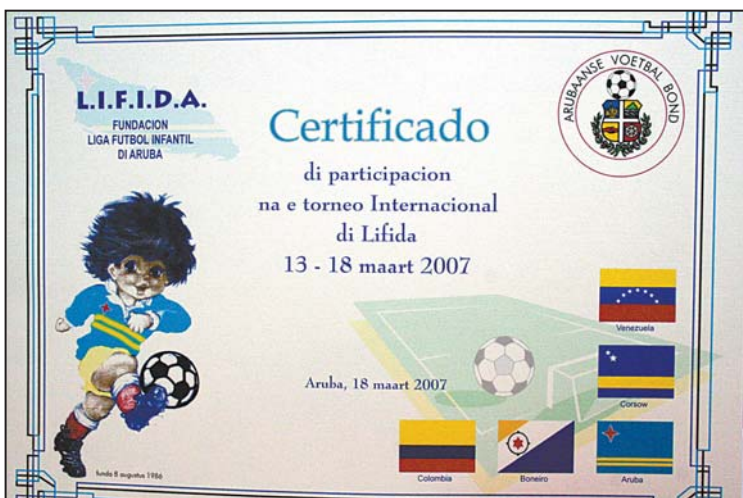 L.I.F.I.D.A.
FUNDACION
LIGA FUTBOL INFANTIL
DI ARUBA
ARUBAANSE VOETBAL BOND
Certificado
di participacion
na e torneo Internacional
di Lifida
13 - 18 maart 2007
Aruba, 18 maart 2007
Venezuela
Corsow
Colombia
Boneiro
Aruba
funda 8 augustus 1986